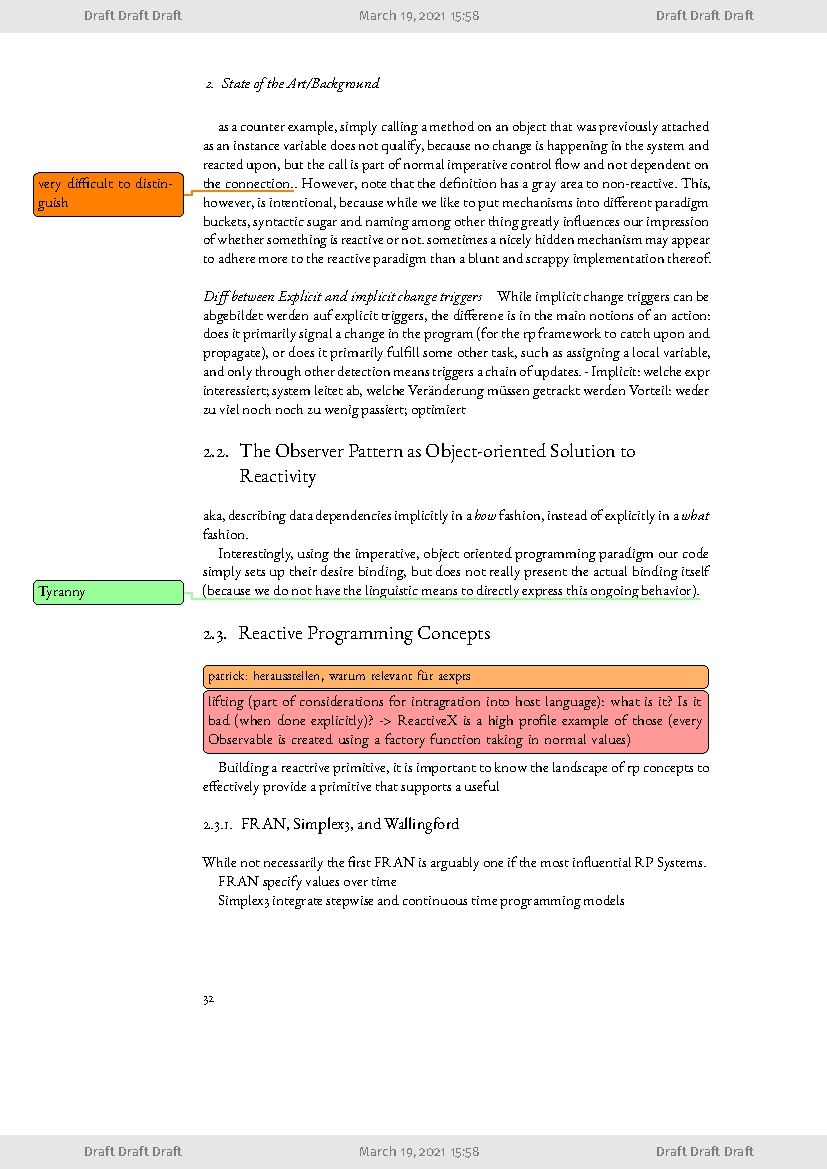 Draft Draft Draft March 19, 2021 15:58 Draft Draft Draft
2. State of the Art/Background
as a counter example, simply calling a method on an object that was previously attached
as an instance variable does not qualify, because no change is happening in the system and
reacted upon, but the call is part of normal imperative control flow and not dependent on
very difficult to distin-
guish
the connection.. However, note that the definition has a gray area to non-reactive. This,
however, is intentional, because while we like to put mechanisms into different paradigm
buckets, syntactic sugar and naming among other thing greatly influences our impression
of whether something is reactive or not. sometimes a nicely hidden mechanism may appear
to adhere more to the reactive paradigm than a blunt and scrappy implementation thereof.
Diff between Explicit and implicit change triggers While implicit change triggers can be
abgebildet werden auf explicit triggers, the differene is in the main notions of an action:
does it primarily signal a change in the program (for the rp framework to catch upon and
propagate), or does it primarily fulfill some other task, such as assigning a local variable,
and only through other detection means triggers a chain of updates. - Implicit: welche expr
interessiert; system leitet ab, welche Veränderung müssen getrackt werden Vorteil: weder
zu viel noch noch zu wenig passiert; optimiert
2.2. The Observer Pattern as Object-oriented Solution to
Reactivity
aka, describing data dependencies implicitly in a how fashion, instead of explicitly in a what
fashion.
Interestingly, using the imperative, object oriented programming paradigm our code
simply sets up their desire binding, but does not really present the actual binding itself
Tyranny
(because we do not have the linguistic means to directly express this ongoing behavior).
2.3. Reactive Programming Concepts
patrick: herausstellen, warum relevant für aexprs
lifting (part of considerations for intragration into host language): what is it? Is it
bad (when done explicitly)? -> ReactiveX is a high profile example of those (every
Observable is created using a factory function taking in normal values)
Building a reactrive primitive, it is important to know the landscape of rp concepts to
effectively provide a primitive that supports a useful
2.3.1. FRAN, Simplex3, and Wallingford
While not necessarily the first FRAN is arguably one if the most influential RP Systems.
FRAN specify values over time
Simplex3 integrate stepwise and continuous time programming models
32
Draft Draft Draft March 19, 2021 15:58 Draft Draft Draft